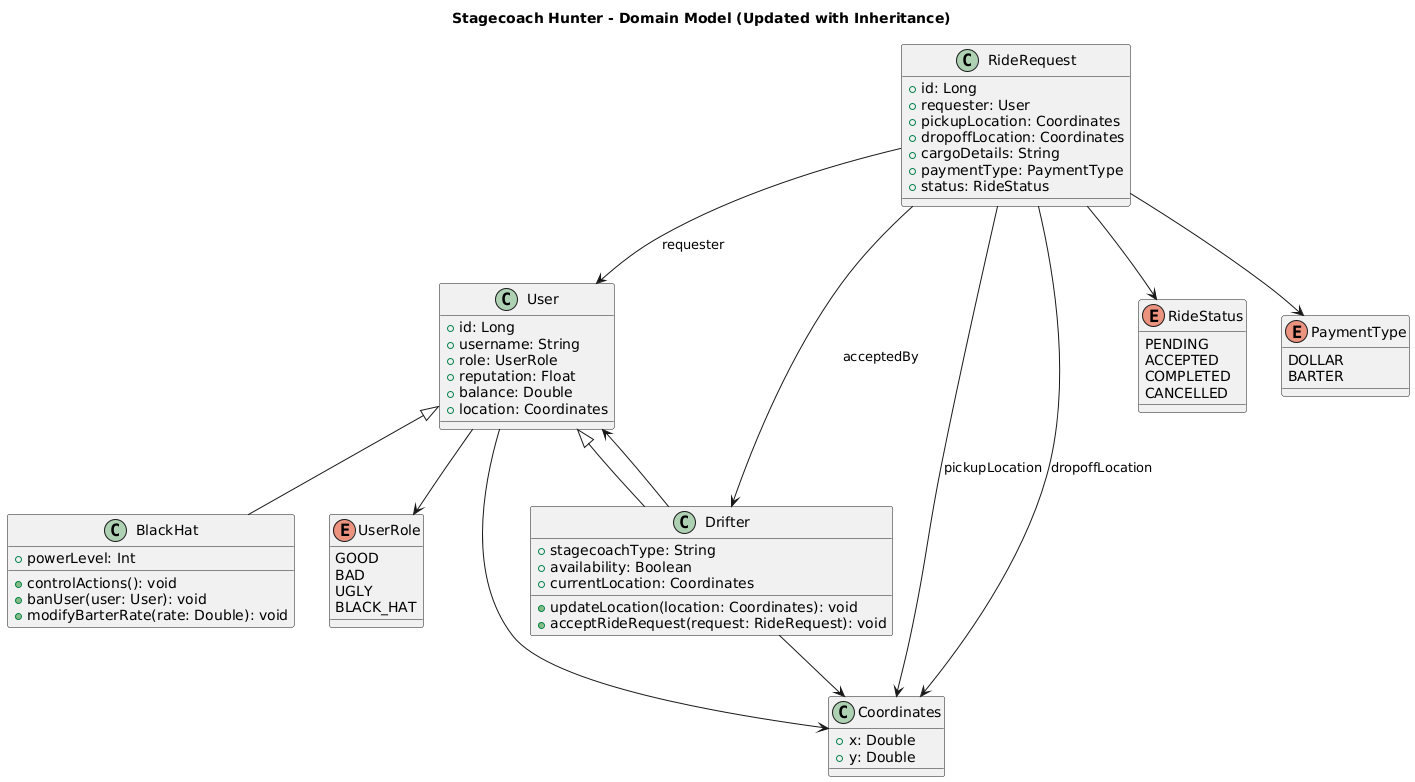 Stagecoach Hunter - Domain Model (Updated with Inheritance)
C RideRequest
id: Long
requester: User
pickupLocation: Coordinates
dropoffLocation: Coordinates
cargoDetails: String
paymentType: PaymentType
status: RideStatus
requester
acceptedBy
pickupLocation
dropoffLocation
C User
id: Long
username: String
role: UserRole
reputation: Float
balance: Double
location: Coordinates
E RideStatus
PENDING
ACCEPTED
COMPLETED
CANCELLED
E PaymentType
DOLLAR
BARTER
C BlackHat
powerLevel: Int
controlActions(): void
banUser(user: User): void
modifyBarterRate(rate: Double): void
E UserRole
GOOD
BAD
UGLY
BLACK_HAT
C Drifter
stagecoachType: String
availability: Boolean
currentLocation: Coordinates
updateLocation(location: Coordinates): void
acceptRideRequest(request: RideRequest): void
C Coordinates
x: Double
y: Double